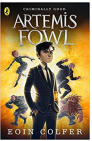 CRIMINALLY GOOD
ARTEMIS
FOWL
EOIN COLFER